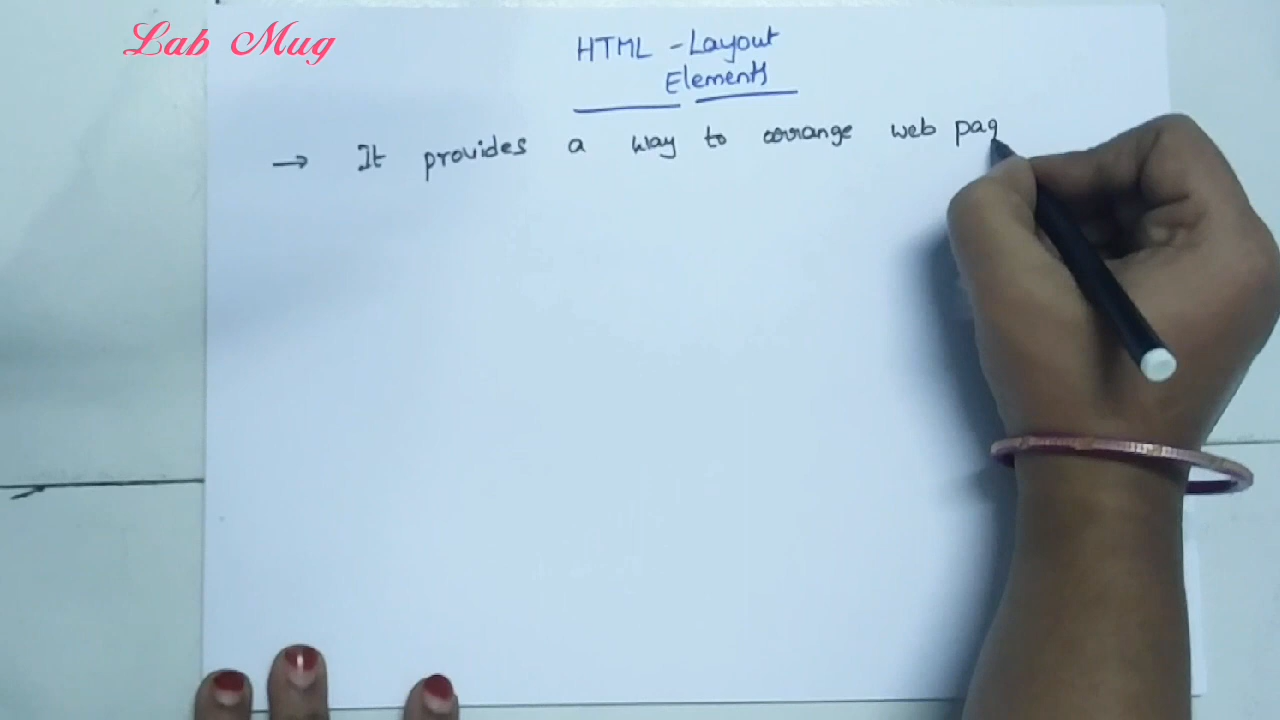 Lab Mug
HTML - Layout
Elements
→ It provides a way to arrange web pag